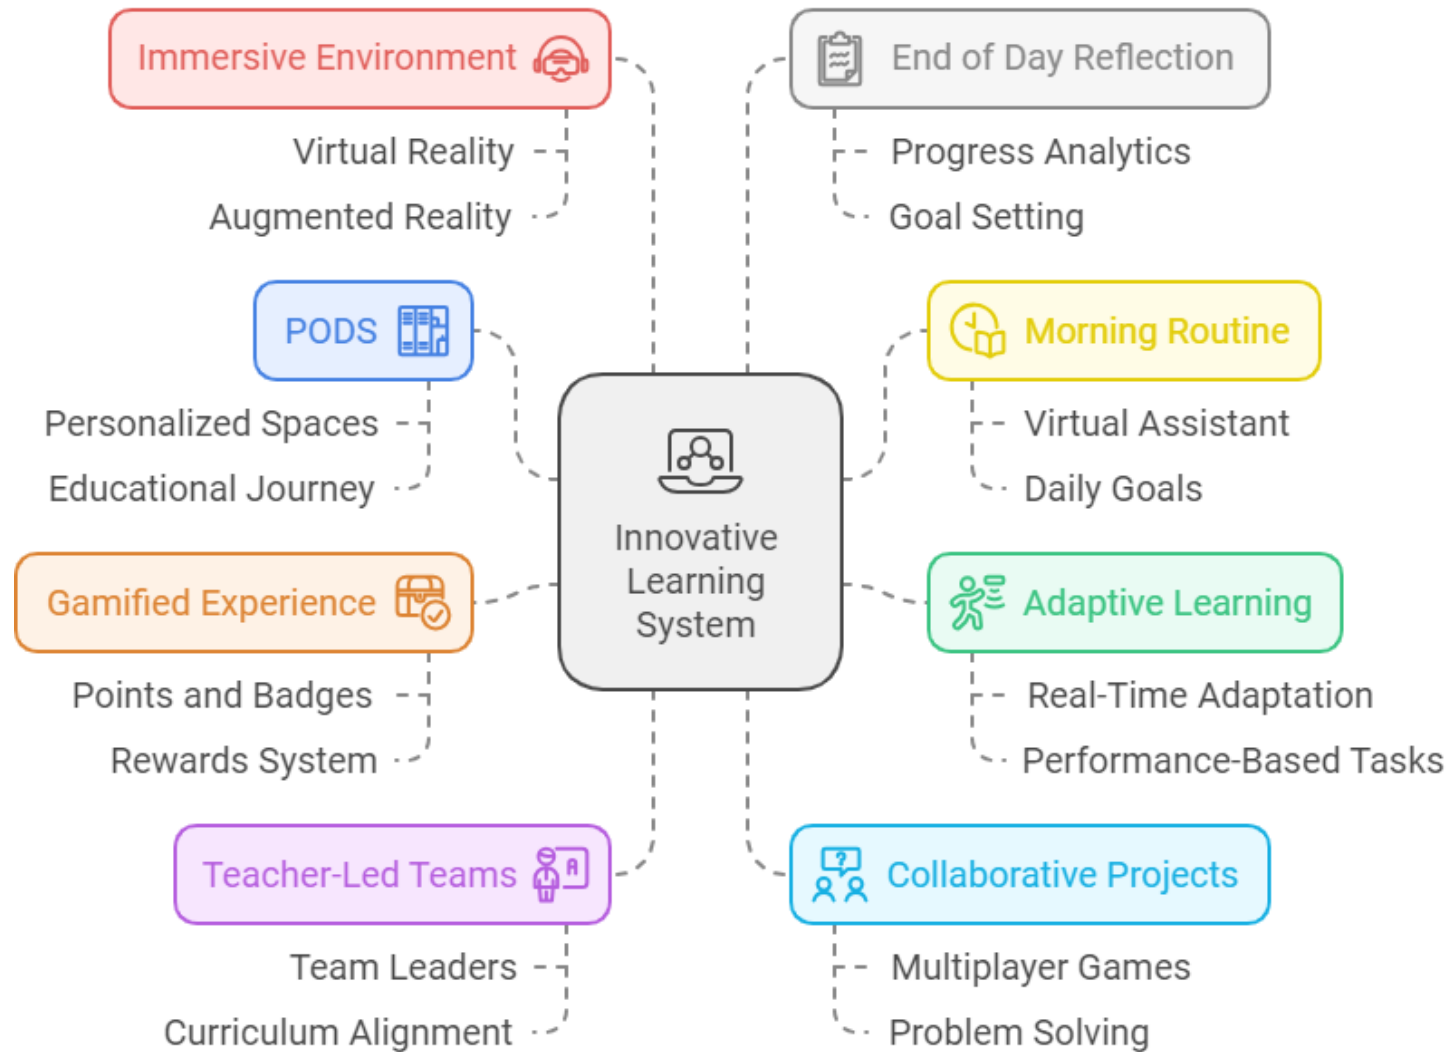 Immersive Environment
Virtual Reality
Augmented Reality
PODS
Personalized Spaces
Educational Journey
Gamified Experience
Points and Badges
Rewards System
Teacher-Led Teams
A
Team Leaders
Curriculum Alignment
Innovative
Learning
System
End of Day Reflection
Progress Analytics
Goal Setting
Morning Routine
Virtual Assistant
Daily Goals
Adaptive Learning
Real-Time Adaptation
Performance-Based Tasks
?
Collaborative Projects
Multiplayer Games
Problem Solving